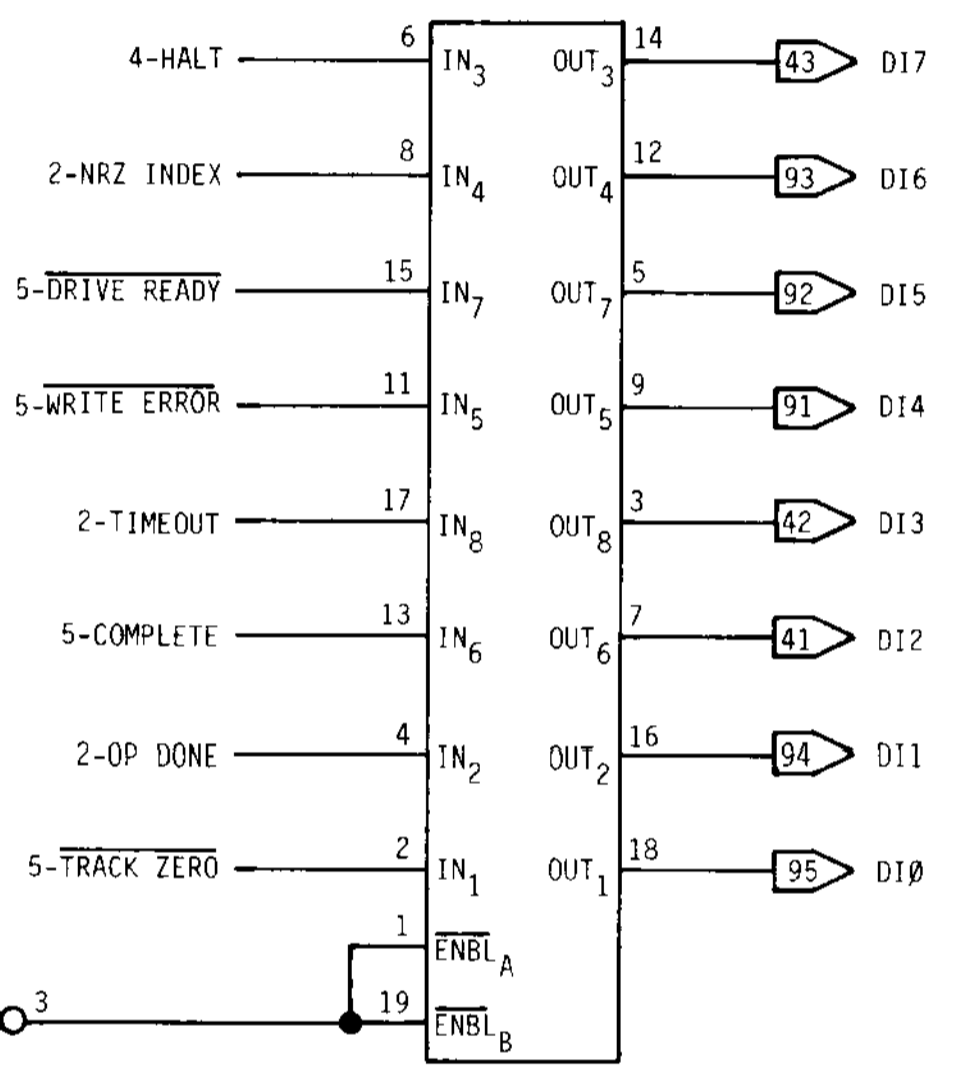 4-HALT 6 IN3 OUT3 14 43 DI7
2-NRZ INDEX 8 IN4 OUT4 12 93 DI6
5-DRIVE READY 15 IN7 OUT7 5 92 DI5
5-WRITE ERROR 11 IN5 OUT5 9 91 DI4
2-TIMEOUT 17 IN8 OUT8 3 42 DI3
5-COMPLETE 13 IN6 OUT6 7 41 DI2
2-OP DONE 4 IN2 OUT2 16 94 DI1
5-TRACK ZERO 2 IN1 OUT1 18 95 DIØ
1 ENBLA
3 19 ENBLB